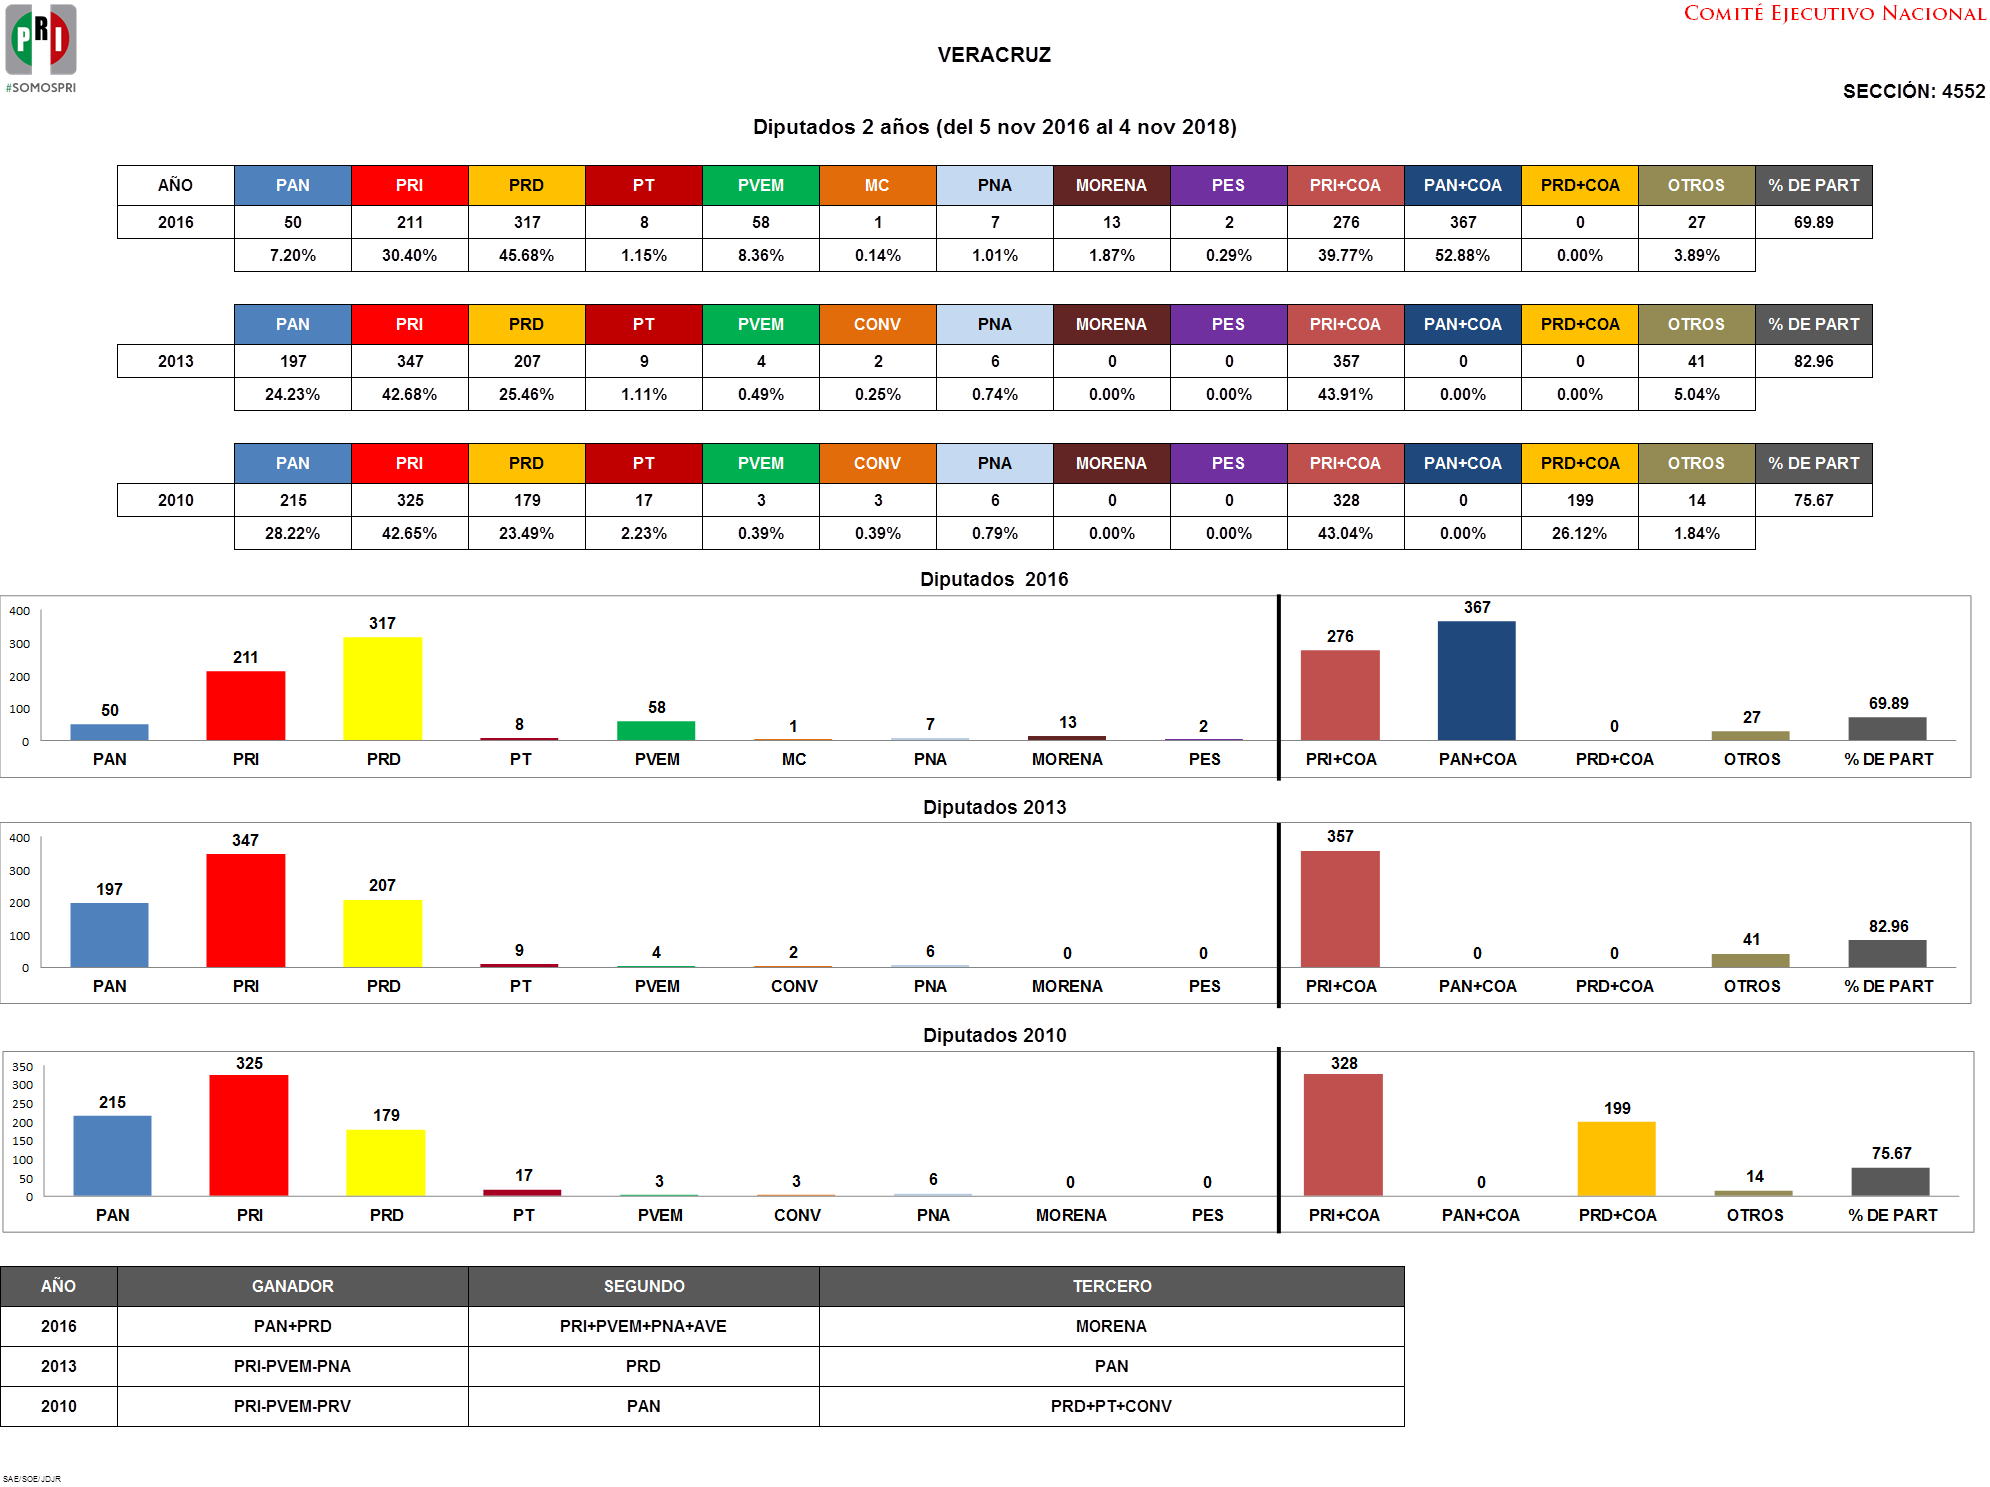 PRI
#SOMOSPRI
COMITÉ EJECUTIVO NACIONAL
VERACRUZ
SECCIÓN: 4552
Diputados 2 años (del 5 nov 2016 al 4 nov 2018)
AÑO PAN PRI PRD PT PVEM MC PNA MORENA PES PRI+COA PAN+COA PRD+COA OTROS % DE PART
2016 50 211 317 8 58 1 7 13 2 276 367 0 27 69.89
7.20% 30.40% 45.68% 1.15% 8.36% 0.14% 1.01% 1.87% 0.29% 39.77% 52.88% 0.00% 3.89%
PAN PRI PRD PT PVEM CONV PNA MORENA PES PRI+COA PAN+COA PRD+COA OTROS % DE PART
2013 197 347 207 9 4 2 6 0 0 357 0 0 41 82.96
24.23% 42.68% 25.46% 1.11% 0.49% 0.25% 0.74% 0.00% 0.00% 43.91% 0.00% 0.00% 5.04%
PAN PRI PRD PT PVEM CONV PNA MORENA PES PRI+COA PAN+COA PRD+COA OTROS % DE PART
2010 215 325 179 17 3 3 6 0 0 328 0 199 14 75.67
28.22% 42.65% 23.49% 2.23% 0.39% 0.39% 0.79% 0.00% 0.00% 43.04% 0.00% 26.12% 1.84%
Diputados 2016
400
300
200
100
0
50 211 317 8 58 1 7 13 2 276 367 0 27 69.89
PAN PRI PRD PT PVEM MC PNA MORENA PES PRI+COA PAN+COA PRD+COA OTROS % DE PART
Diputados 2013
400
300
200
100
0
197 347 207 9 4 2 6 0 0 357 0 0 41 82.96
PAN PRI PRD PT PVEM CONV PNA MORENA PES PRI+COA PAN+COA PRD+COA OTROS % DE PART
Diputados 2010
350
300
250
200
150
100
50
0
215 325 179 17 3 3 6 0 0 328 0 199 14 75.67
PAN PRI PRD PT PVEM CONV PNA MORENA PES PRI+COA PAN+COA PRD+COA OTROS % DE PART
AÑO GANADOR SEGUNDO TERCERO
2016 PAN+PRD PRI+PVEM+PNA+AVE MORENA
2013 PRI-PVEM-PNA PRD PAN
2010 PRI-PVEM-PRV PAN PRD+PT+CONV
SAE/SOE/JDJR